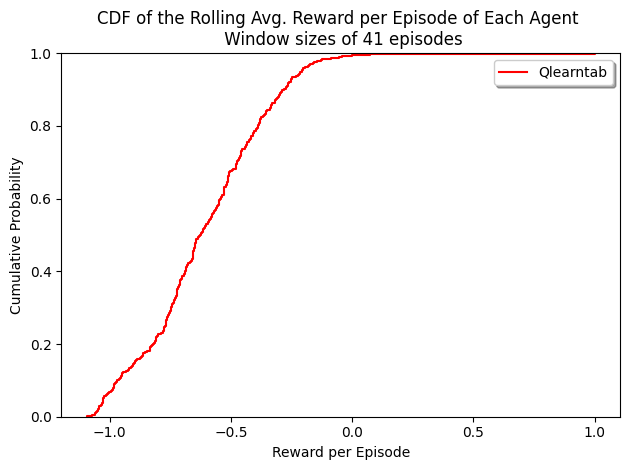 CDF of the Rolling Avg. Reward per Episode of Each Agent
Window sizes of 41 episodes
Qlearntab
Cumulative Probability
1.0
0.8
0.6
0.4
0.2
0.0
−1.0 −0.5 0.0 0.5 1.0
Reward per Episode